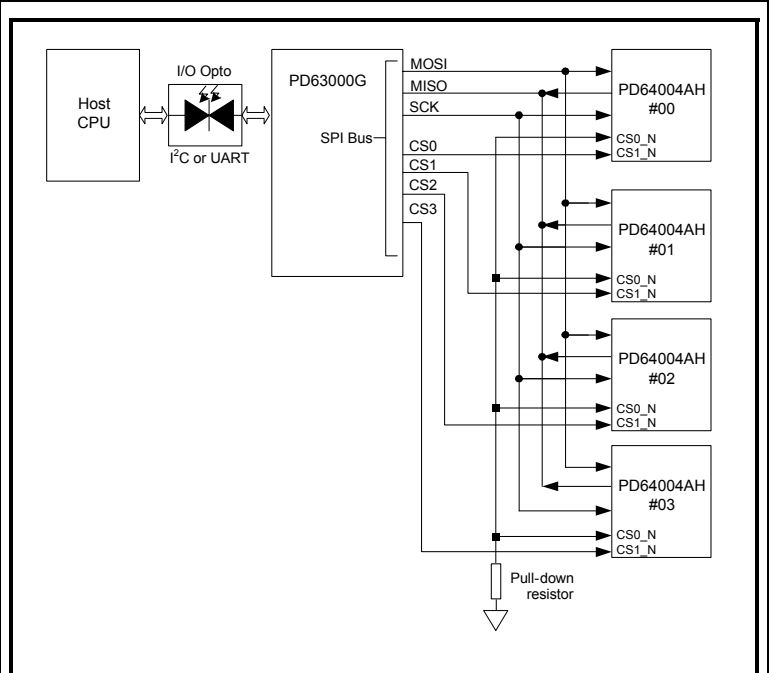 Host
CPU
I/O Opto
I²C or UART
PD63000G
SPI Bus
MOSI
MISO
SCK
CS0
CS1
CS2
CS3
PD64004AH
#00
CS0_N
CS1_N
PD64004AH
#01
CS0_N
CS1_N
PD64004AH
#02
CS0_N
CS1_N
PD64004AH
#03
CS0_N
CS1_N
Pull-down
resistor